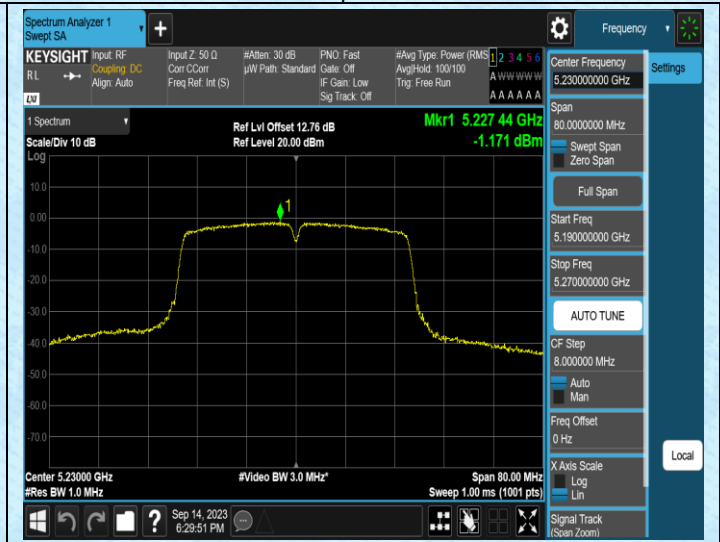 Spectrum Analyzer 1
Swept SA
Frequency
KEYSIGHT
RL
LXI
Input: RF
Coupling: DC
Align: Auto
Input Z: 50 Ω
Corr CCorr
Freq Ref: Int (S)
#Atten: 30 dB
µW Path: Standard
PNO: Fast
Gate: Off
IF Gain: Low
Sig Track: Off
#Avg Type: Power (RMS
Avg|Hold: 100/100
Trig: Free Run
1 2 3 4 5 6
A W W W W W
A A A A A A
1 Spectrum
Scale/Div 10 dB
Log
Ref Lvl Offset 12.76 dB
Ref Level 20.00 dBm
Mkr1 5.227 44 GHz
-1.171 dBm
10.0
0.00
-10.0
-20.0
-30.0
-40.0
-50.0
-60.0
-70.0
1
Center 5.23000 GHz
#Res BW 1.0 MHz
#Video BW 3.0 MHz*
Span 80.00 MHz
Sweep 1.00 ms (1001 pts)
Sep 14, 2023
6:29:51 PM
?
Center Frequency
5.230000000 GHz
Span
80.0000000 MHz
Swept Span
Zero Span
Full Span
Start Freq
5.190000000 GHz
Stop Freq
5.270000000 GHz
AUTO TUNE
CF Step
8.000000 MHz
Auto
Man
Freq Offset
0 Hz
X Axis Scale
Log
Lin
Signal Track
(Span Zoom)
Settings
Local